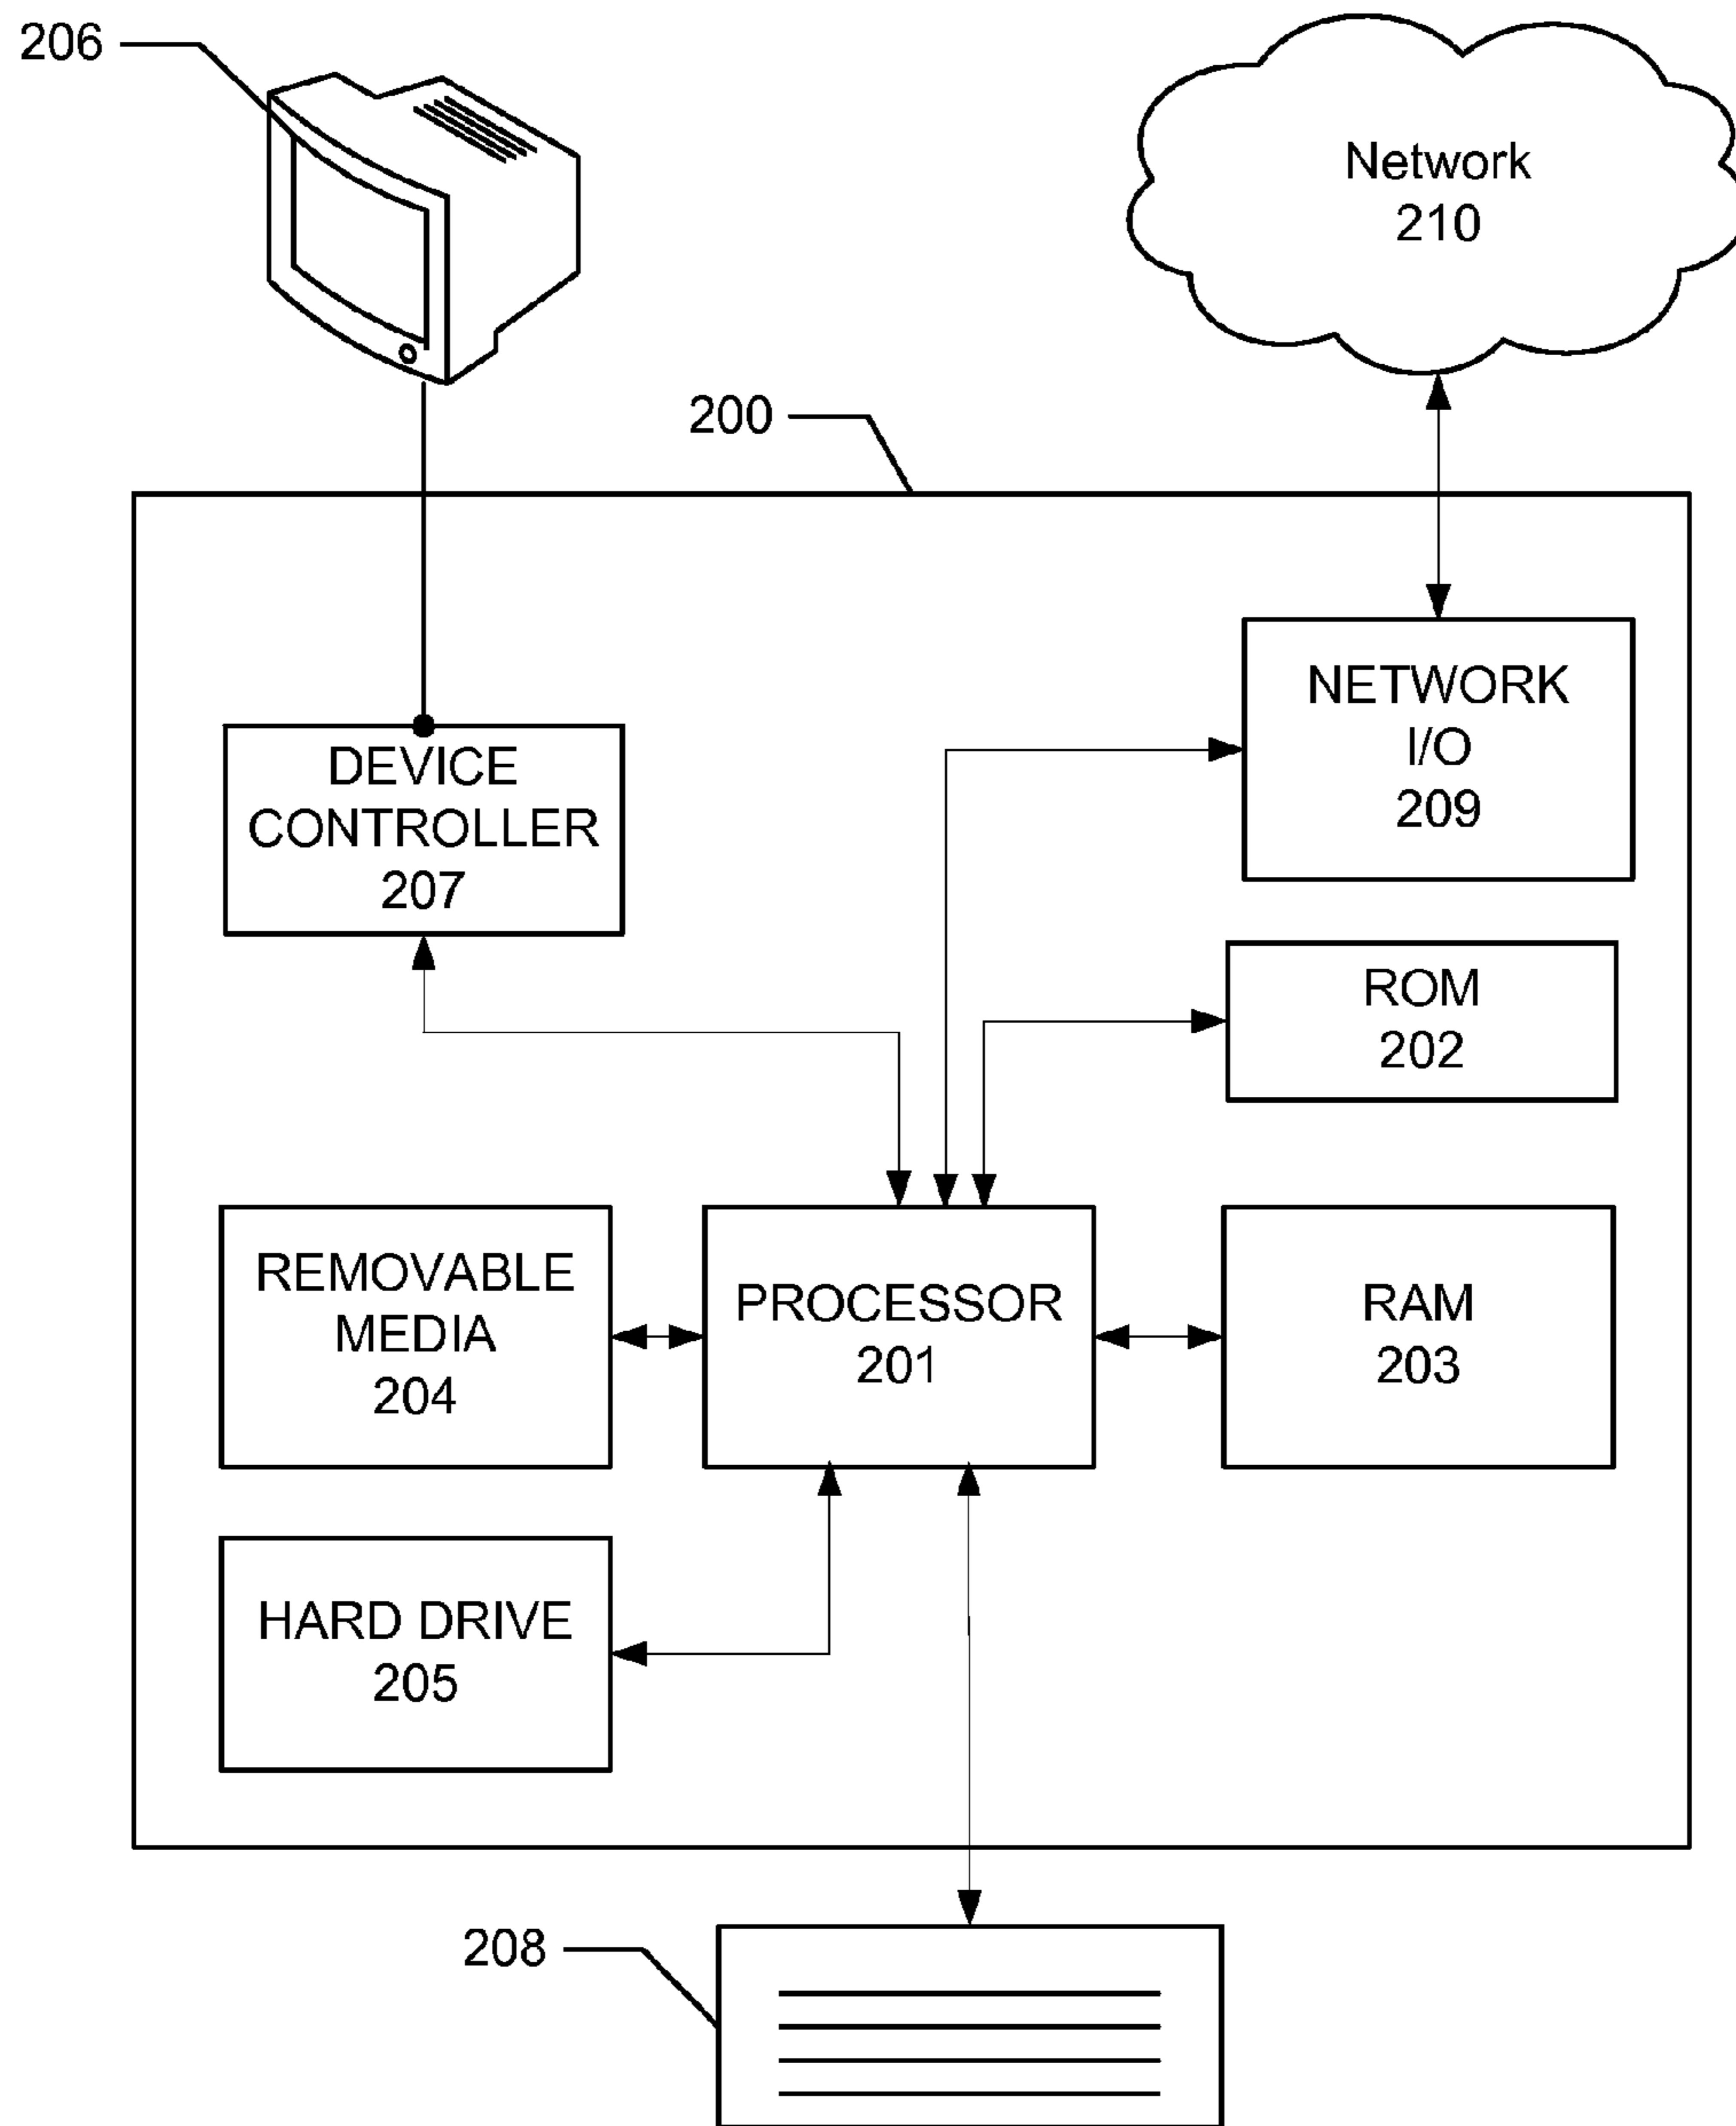 206
Network
210
200
NETWORK
I/O
209
DEVICE
CONTROLLER
207
ROM
202
REMOVABLE
MEDIA
204
PROCESSOR
201
RAM
203
HARD DRIVE
205
208